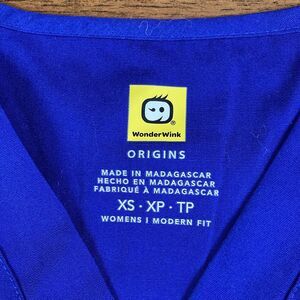 WonderWink®
ORIGINS
MADE IN MADAGASCAR
HECHO EN MADAGASCAR
FABRIQUÉ À MADAGASCAR
XS · XP · TP
WOMENS | MODERN FIT